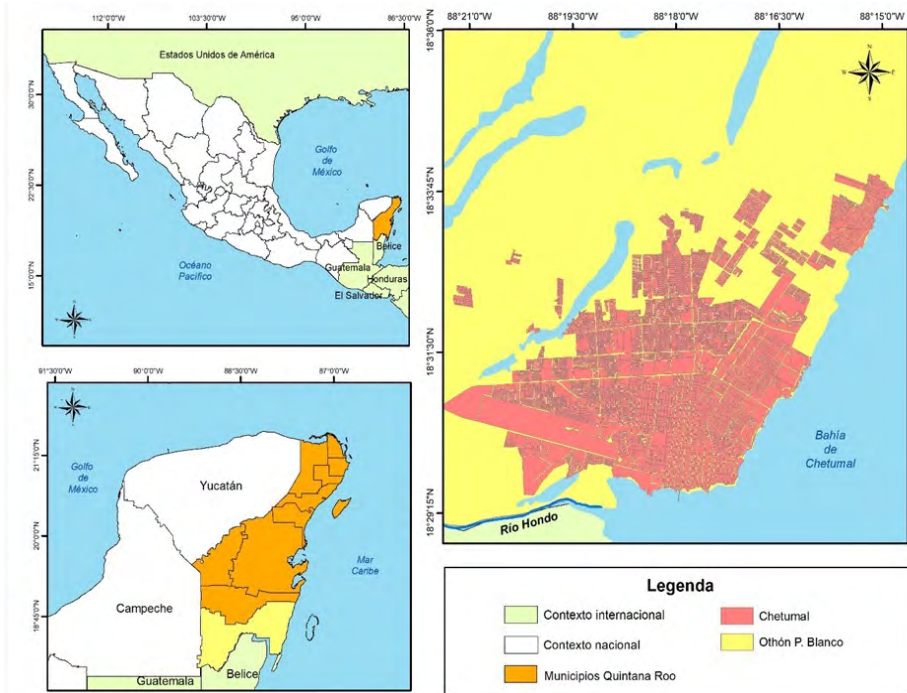 112°0'0"O
103°30'0"O
95°0'0"O
86°30'0"O
30°0'0"N
22°30'0"N
15°0'0"N
Estados Unidos de América
Golfo
de
México
Océano
Pacífico
Belice
Guatemala
Honduras
El Salvador
91°30'0"O
90°0'0"O
88°30'0"O
87°0'0"O
21°15'0"N
20°0'0"N
18°45'0"N
Golfo
de
México
Yucatán
Mar
Caribe
Campeche
Belice
Guatemala
88°21'0"O
88°19'30"O
88°18'0"O
88°16'30"O
88°15'0"O
18°36'0"N
18°33'45"N
18°31'30"N
18°29'15"N
N
Bahía
de
Chetumal
Río Hondo
Legenda
Contexto internacional
Contexto nacional
Municipios Quintana Roo
Chetumal
Othón P. Blanco